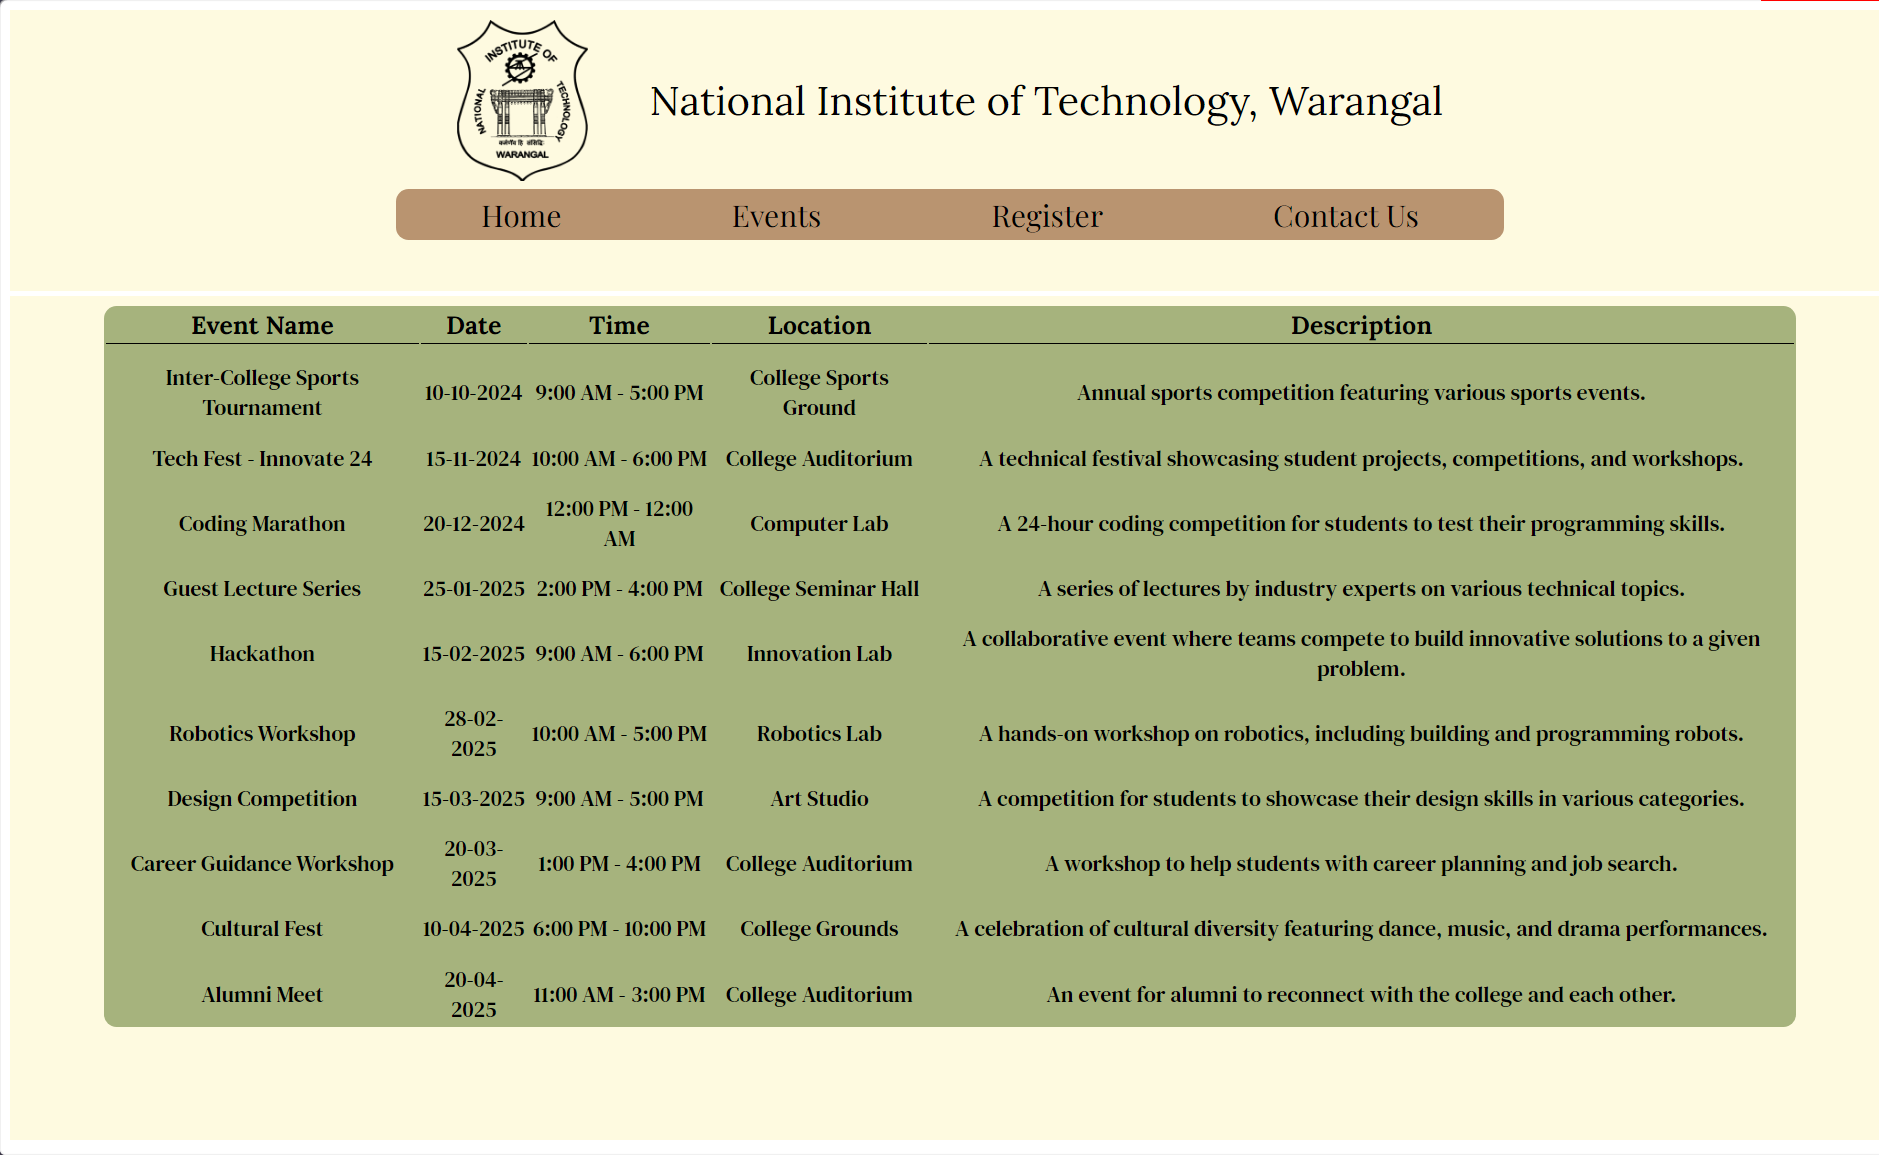 INSTITUTE OF
NATIONAL
TECHNOLOGY
WARANGAL
National Institute of Technology, Warangal
Home Events Register Contact Us
Event Name Date Time Location Description
Inter-College Sports Tournament 10-10-2024 9:00 AM - 5:00 PM College Sports Ground Annual sports competition featuring various sports events.
Tech Fest - Innovate 24 15-11-2024 10:00 AM - 6:00 PM College Auditorium A technical festival showcasing student projects, competitions, and workshops.
Coding Marathon 20-12-2024 12:00 PM - 12:00 AM Computer Lab A 24-hour coding competition for students to test their programming skills.
Guest Lecture Series 25-01-2025 2:00 PM - 4:00 PM College Seminar Hall A series of lectures by industry experts on various technical topics.
Hackathon 15-02-2025 9:00 AM - 6:00 PM Innovation Lab A collaborative event where teams compete to build innovative solutions to a given problem.
Robotics Workshop 28-02-2025 10:00 AM - 5:00 PM Robotics Lab A hands-on workshop on robotics, including building and programming robots.
Design Competition 15-03-2025 9:00 AM - 5:00 PM Art Studio A competition for students to showcase their design skills in various categories.
Career Guidance Workshop 20-03-2025 1:00 PM - 4:00 PM College Auditorium A workshop to help students with career planning and job search.
Cultural Fest 10-04-2025 6:00 PM - 10:00 PM College Grounds A celebration of cultural diversity featuring dance, music, and drama performances.
Alumni Meet 20-04-2025 11:00 AM - 3:00 PM College Auditorium An event for alumni to reconnect with the college and each other.